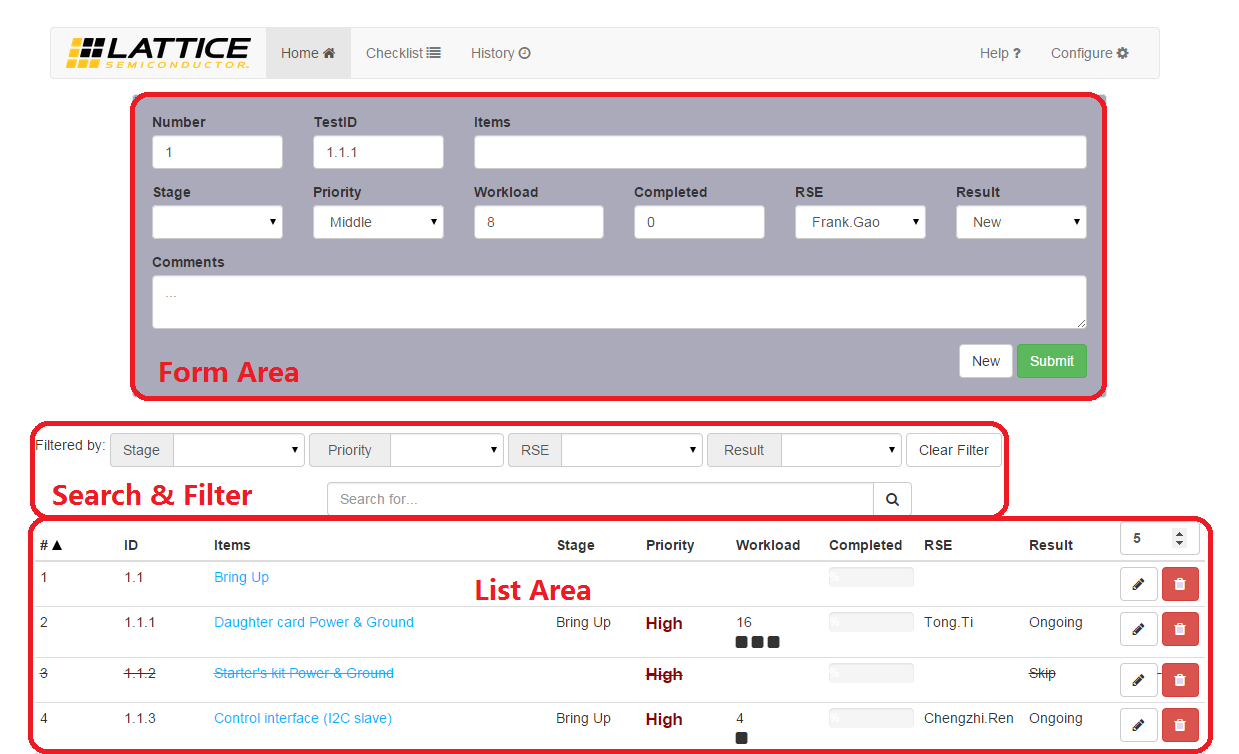 LATTICE Home Checklist History Help ? Configure
SEMICONDUCTOR.
Number TestID Items
1 1.1.1
Stage Priority Workload Completed RSE Result
Middle 8 0 Frank.Gao New
Comments
...
New Submit
Form Area
Filtered by: Stage Priority RSE Result Clear Filter
Search & Filter Search for...
#▲ ID Items Stage Priority Workload Completed RSE Result 5
1 1.1 Bring Up %
List Area
2 1.1.1 Daughter card Power & Ground Bring Up High 16 % Tong.Ti Ongoing
3 1.1.2 Starter's kit Power & Ground High % Skip
4 1.1.3 Control interface (I2C slave) Bring Up High 4 % Chengzhi.Ren Ongoing